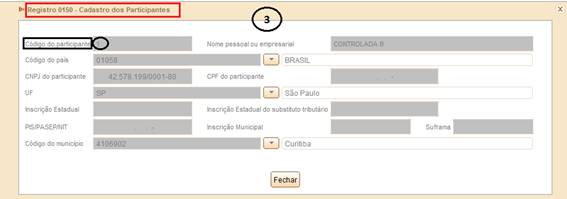 Registro 0150 - Cadastro dos Participantes X
3
Código do participante Nome pessoal ou empresarial CONTROLADA B
Código do país 01058 BRASIL
CNPJ do participante 42.578.199/0001-88 CPF do participante . . -
UF SP São Paulo
Inscrição Estadual Inscrição Estadual do substituto tributário
PIS/PASEP/NIT . . - Inscrição Municipal Suframa
Código do município 4106902 Curitiba
Fechar